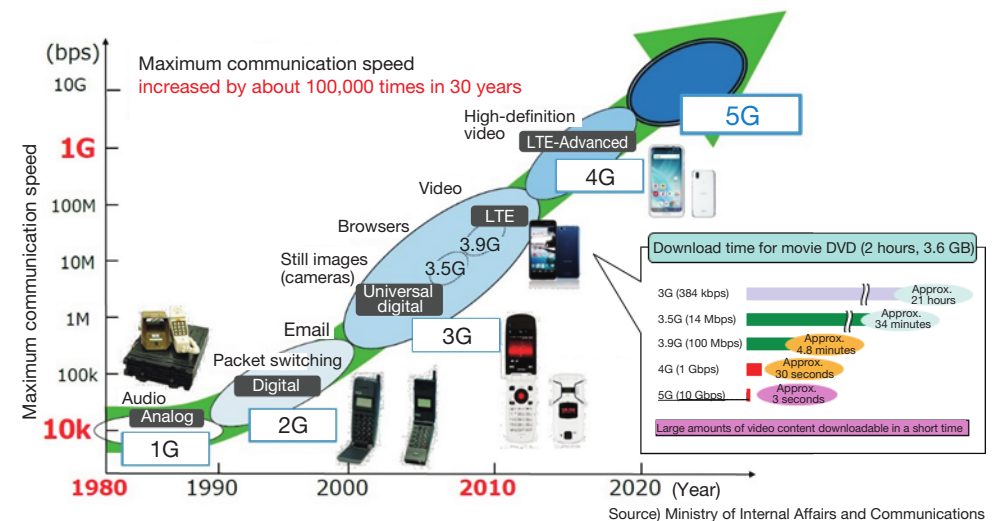 (bps)
Maximum communication speed
10G
1G
100M
10M
1M
100k
10k
Maximum communication speed
increased by about 100,000 times in 30 years
5G
High-definition
video
LTE-Advanced
4G
Video
LTE
Browsers
3.9G
3.5G
Still images
(cameras)
Universal
digital
3G
Email
Packet switching
Digital
2G
Audio
Analog
1G
1980
1990
2000
2010
2020
(Year)
Download time for movie DVD (2 hours, 3.6 GB)
3G (384 kbps)
Approx.
21 hours
3.5G (14 Mbps)
Approx.
34 minutes
3.9G (100 Mbps)
Approx.
4.8 minutes
4G (1 Gbps)
Approx.
30 seconds
5G (10 Gbps)
Approx.
3 seconds
Large amounts of video content downloadable in a short time
Source) Ministry of Internal Affairs and Communications